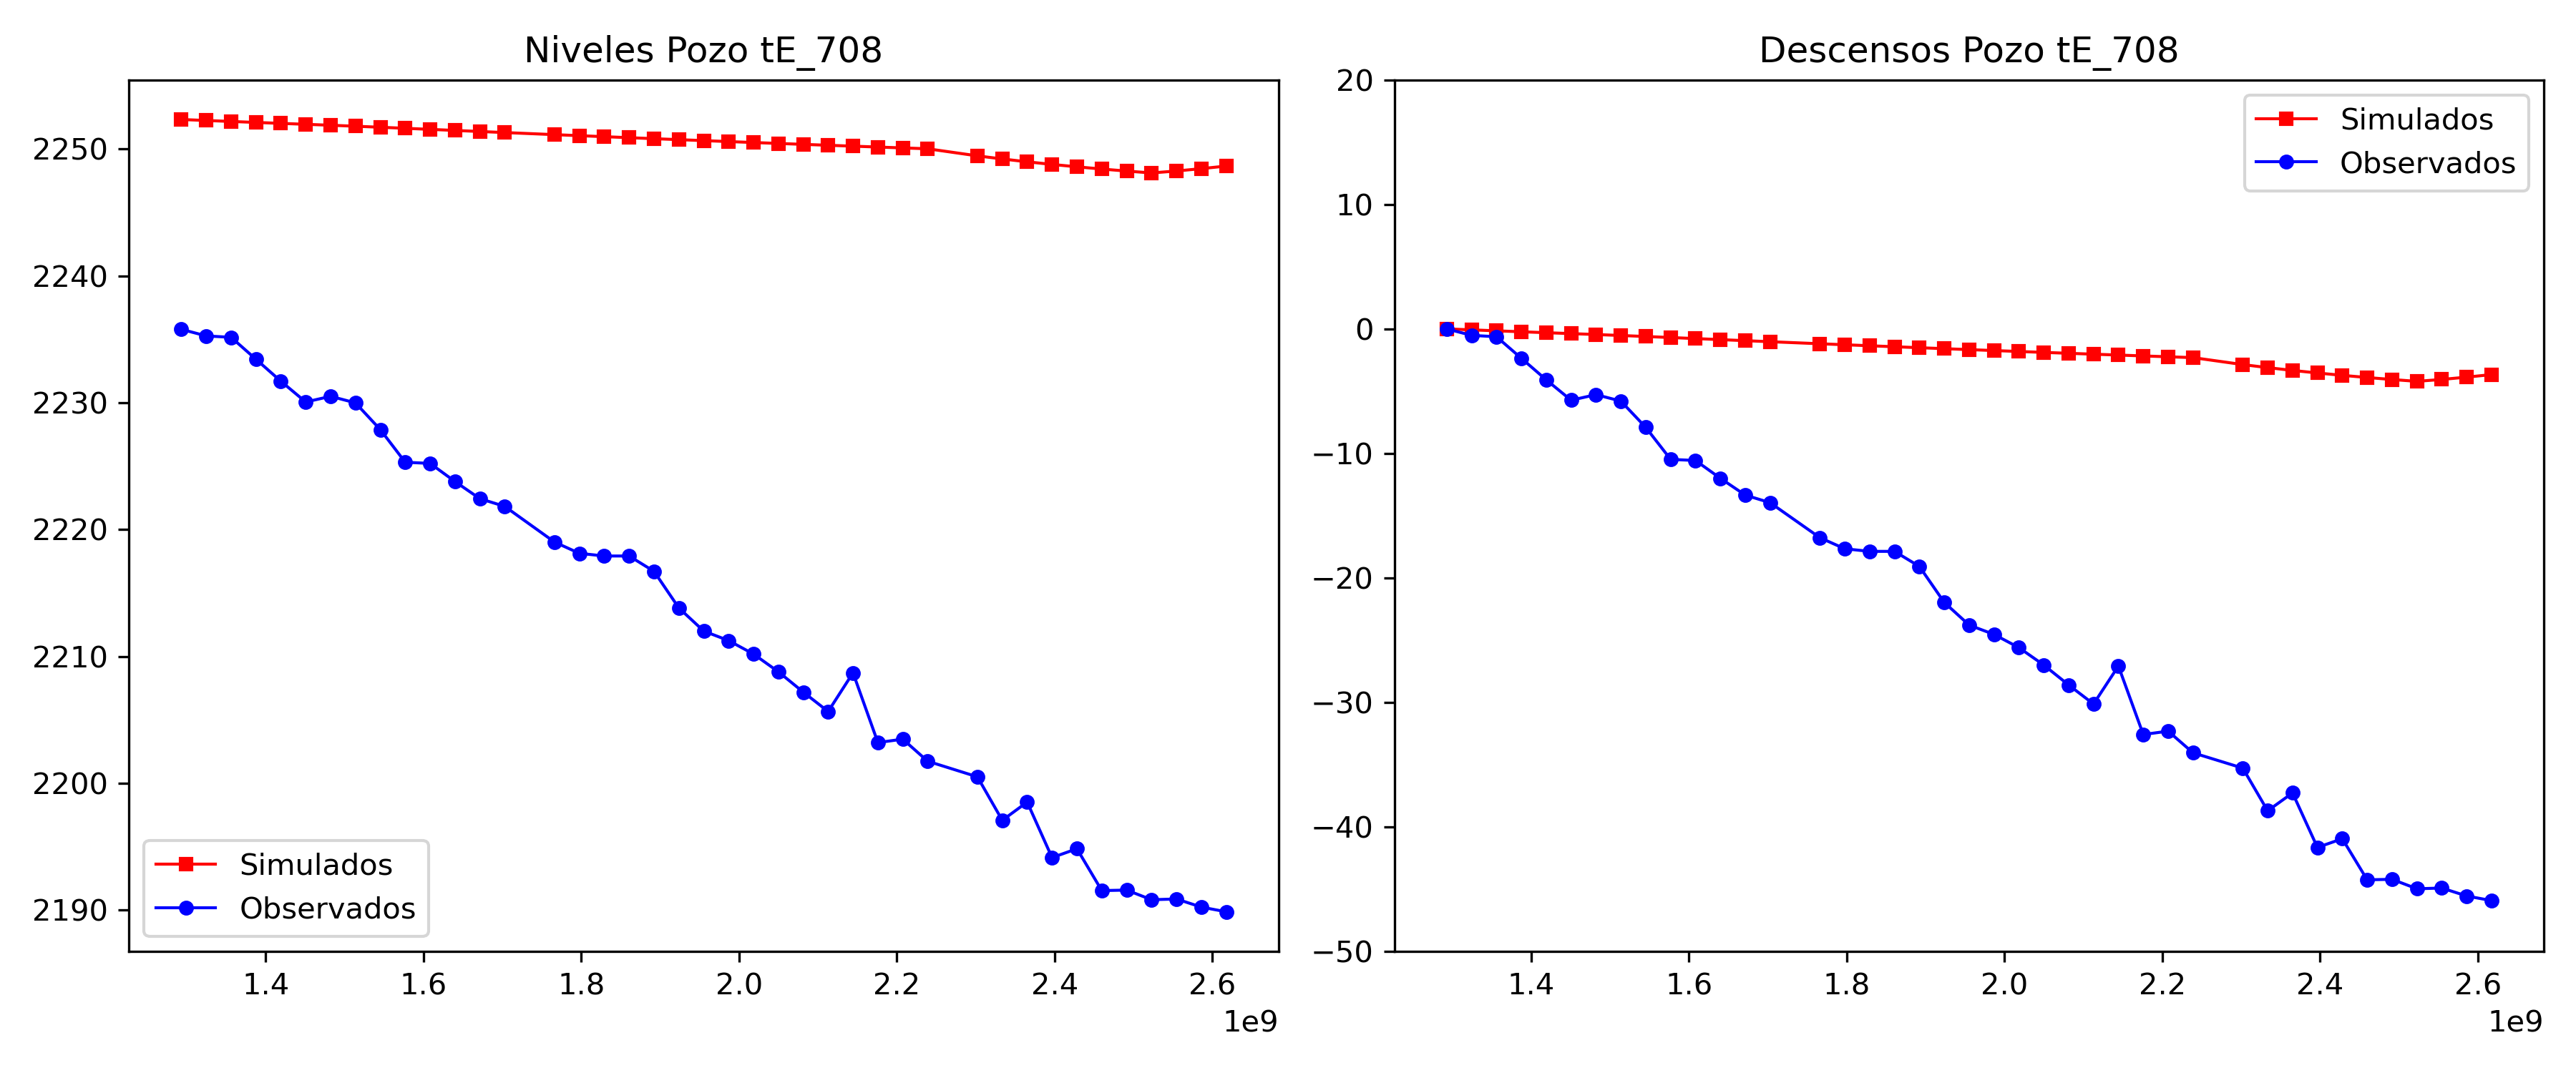 Niveles Pozo tE_708
2250
2240
2230
2220
2210
2200
2190
Simulados
Observados
1.4 1.6 1.8 2.0 2.2 2.4 2.6
1e9
Descensos Pozo tE_708
20
10
0
−10
−20
−30
−40
−50
Simulados
Observados
1.4 1.6 1.8 2.0 2.2 2.4 2.6
1e9